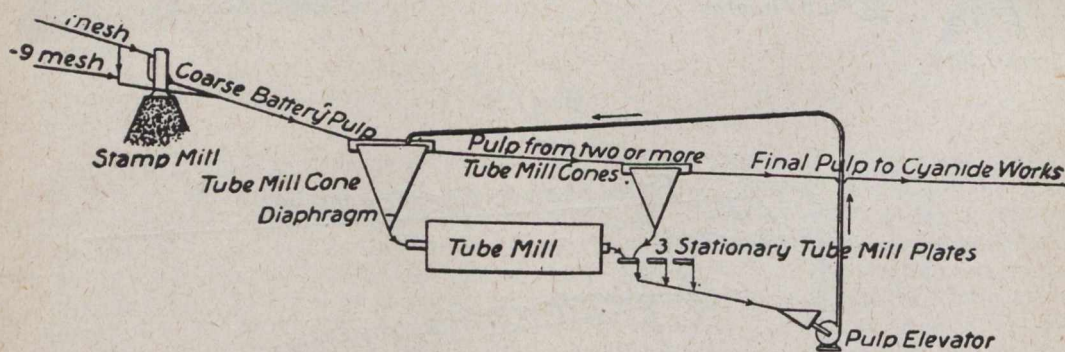 mesh
-9 mesh
Coarse Battery Pulp
Stamp Mill
Tube Mill Cone
Diaphragm
Pulp from two or more
Tube Mill Cones
Final Pulp to Cyanide Works
Tube Mill
3 Stationary Tube Mill Plates
Pulp Elevator